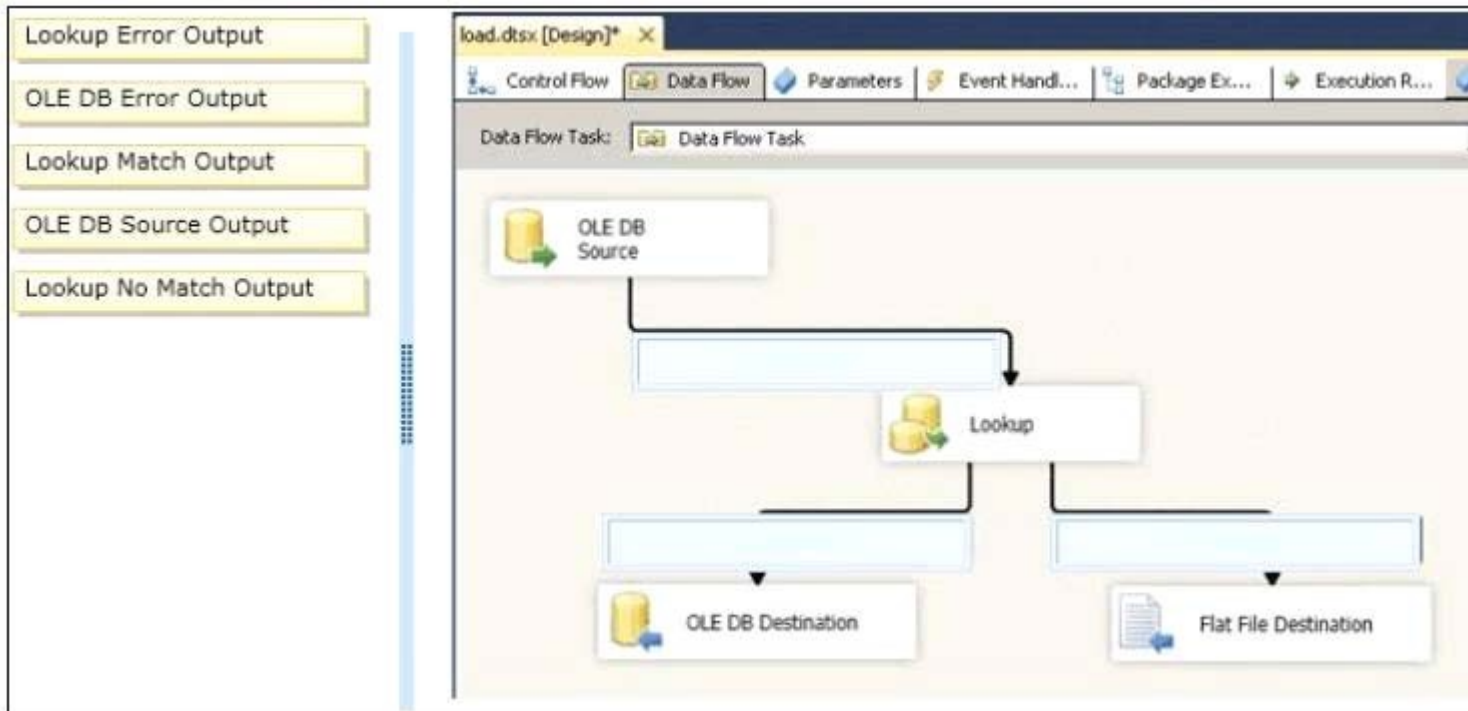 Lookup Error Output
OLE DB Error Output
Lookup Match Output
OLE DB Source Output
Lookup No Match Output
load.dtsx [Design]*
Control Flow
Data Flow
Parameters
Event Handl...
Package Ex...
Execution R...
Data Flow Task:
Data Flow Task
OLE DB
Source
Lookup
OLE DB Destination
Flat File Destination